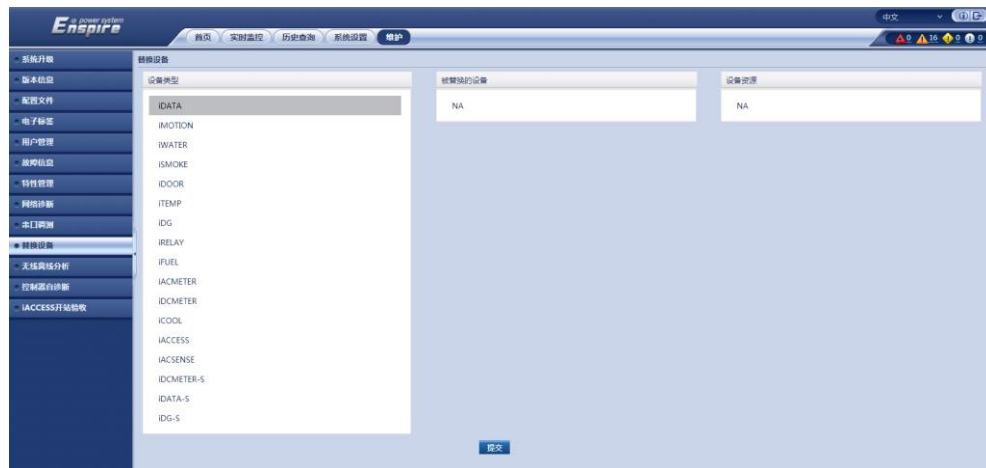 e power system
Enspire
中文
首页 实时监控 历史查询 系统设置 维护
0 16 0 0
系统升级
版本信息
配置文件
电子标签
用户管理
故障信息
特性管理
网络诊断
串口调测
替换设备
无线离线分析
控制器自诊断
iACCESS开站验收
替换设备
设备类型
iDATA
iMOTION
iWATER
iSMOKE
iDOOR
iTEMP
iDG
iRELAY
iFUEL
iACMETER
iDCMETER
iCOOL
iACCESS
iACSENSE
iDCMETER-S
iDATA-S
iDG-S
被替换的设备
NA
设备资源
NA
提交